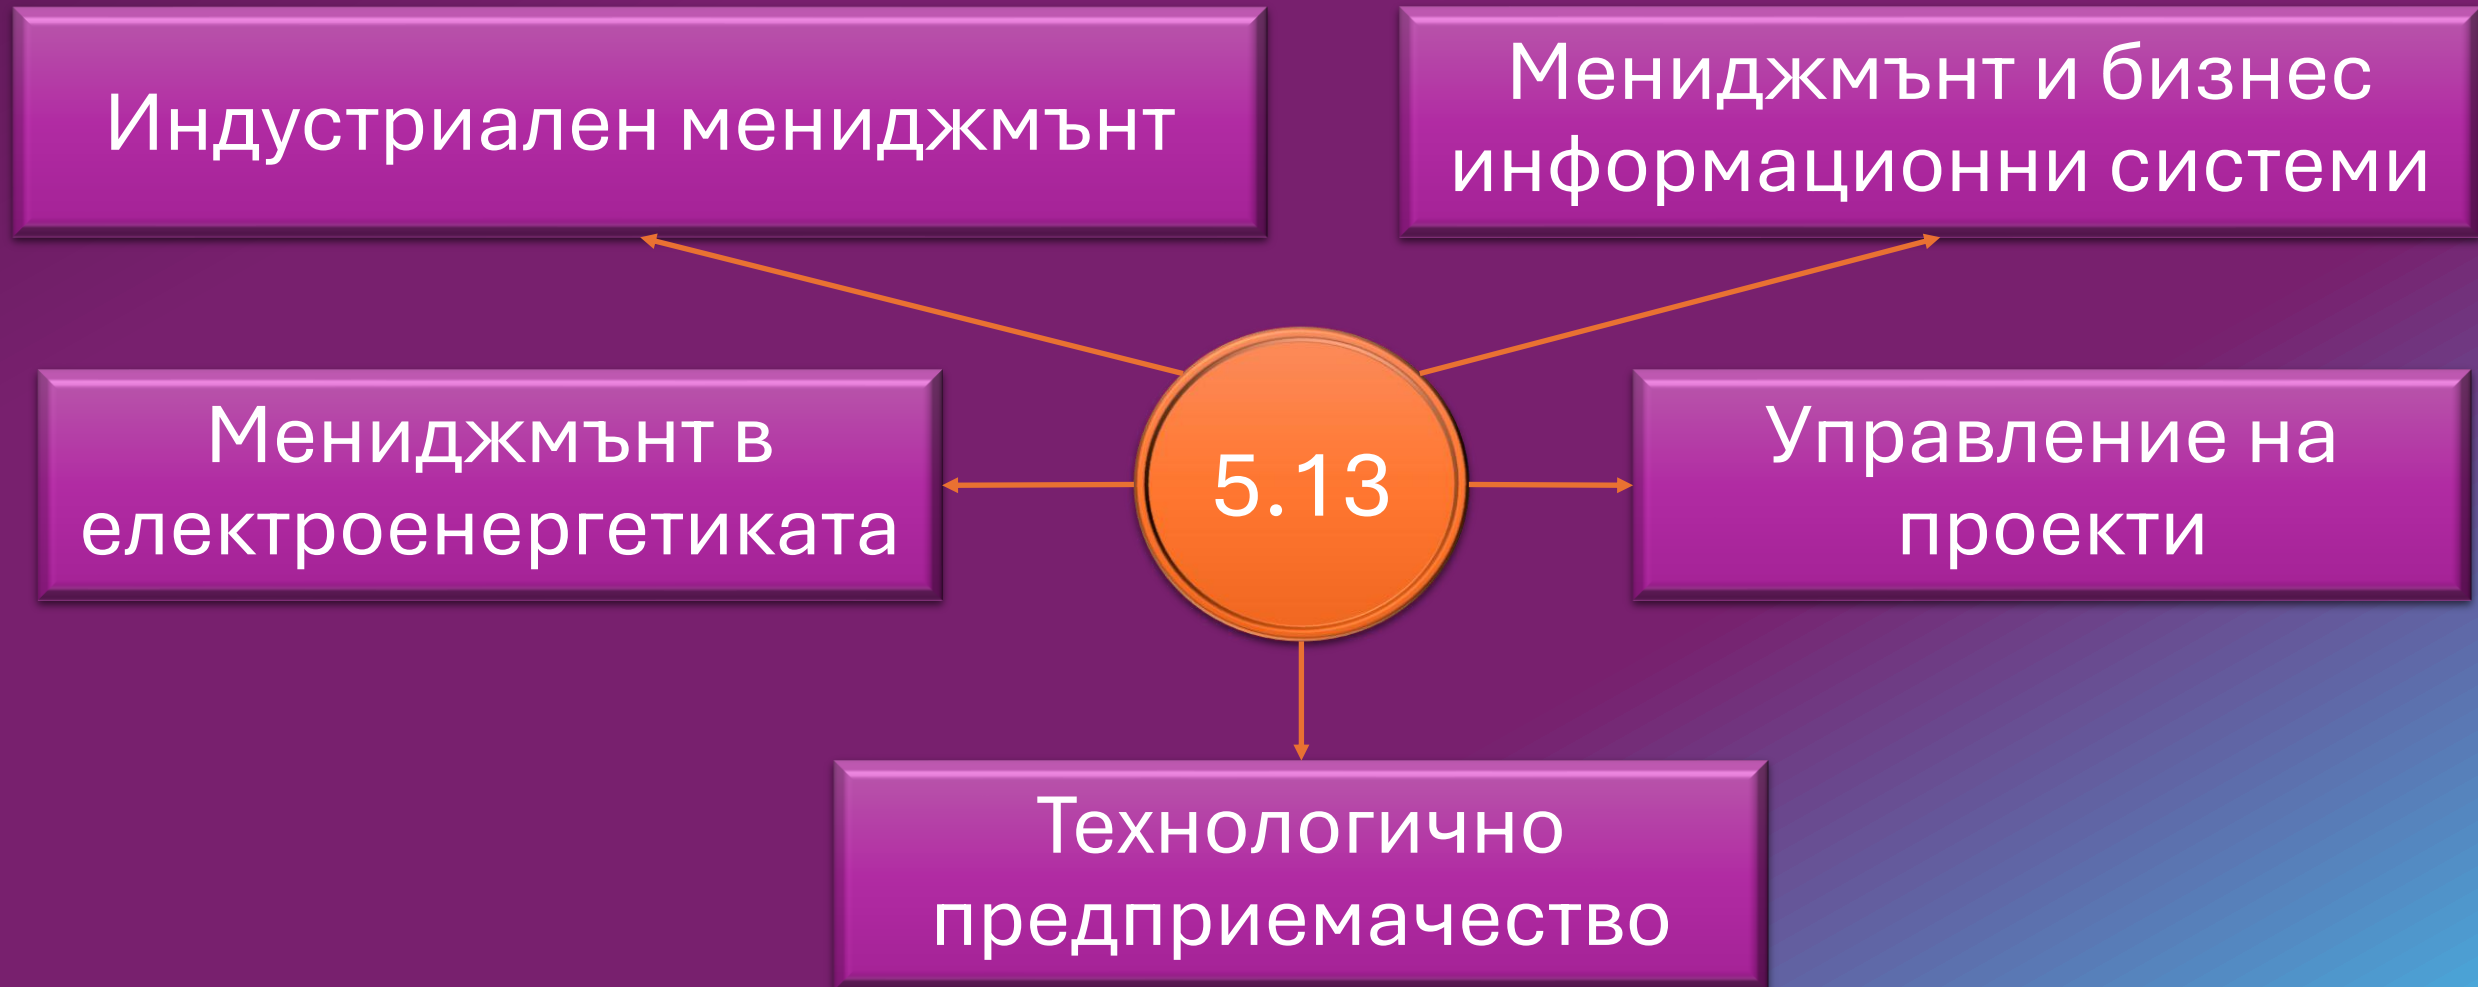 Индустриален мениджмънт
Мениджмънт и бизнес
информационни системи
Мениджмънт в
електроенергетиката
5.13
Управление на
проекти
Технологично
предприемачество